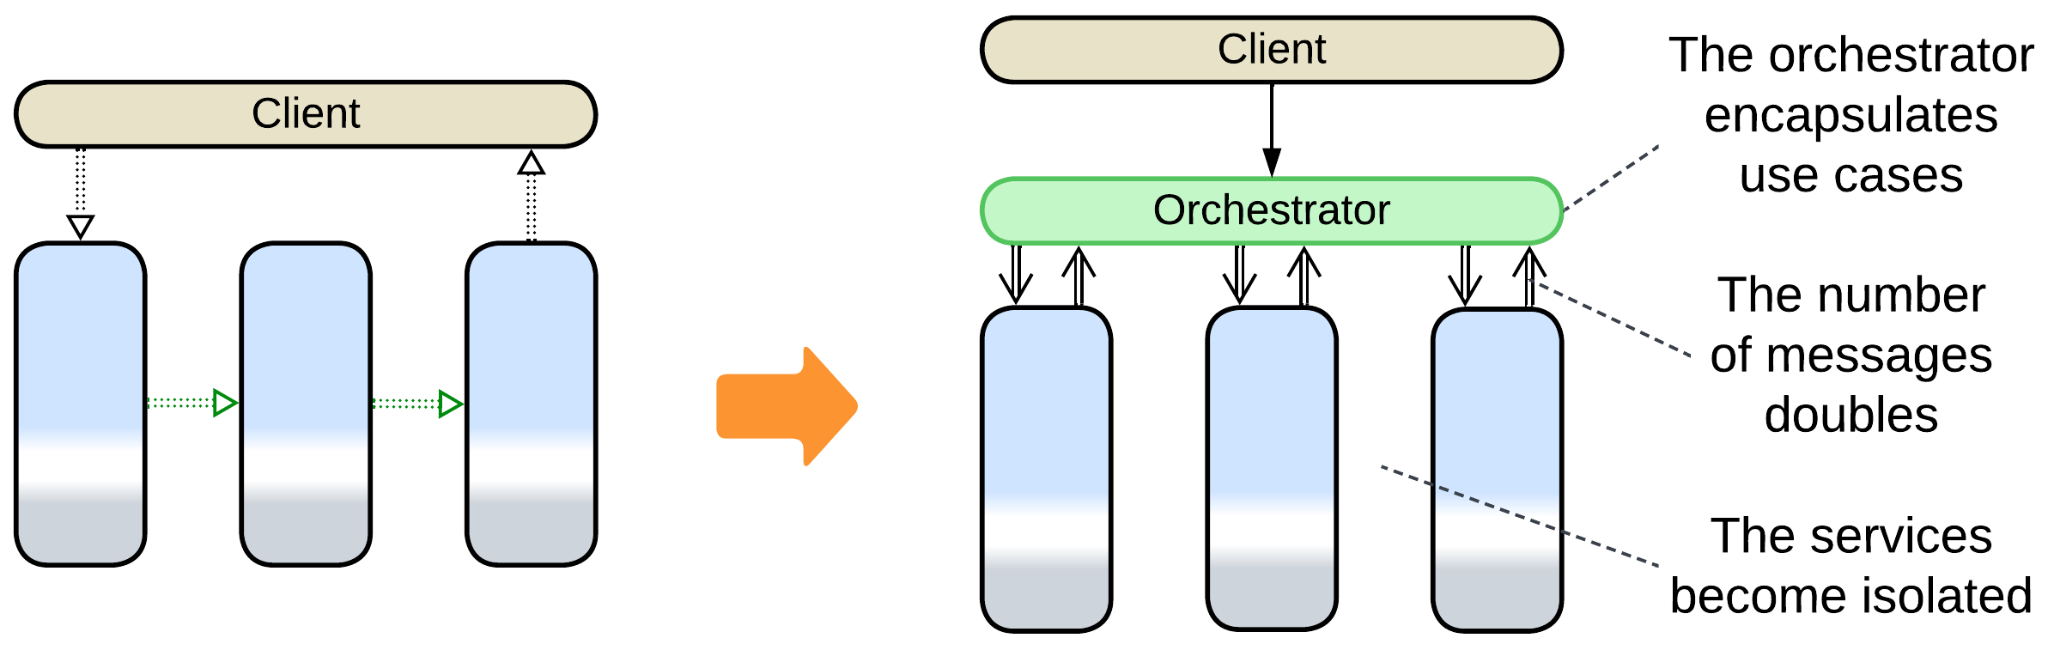 Client
Client
Orchestrator
The orchestrator
encapsulates
use cases
The number
of messages
doubles
The services
become isolated